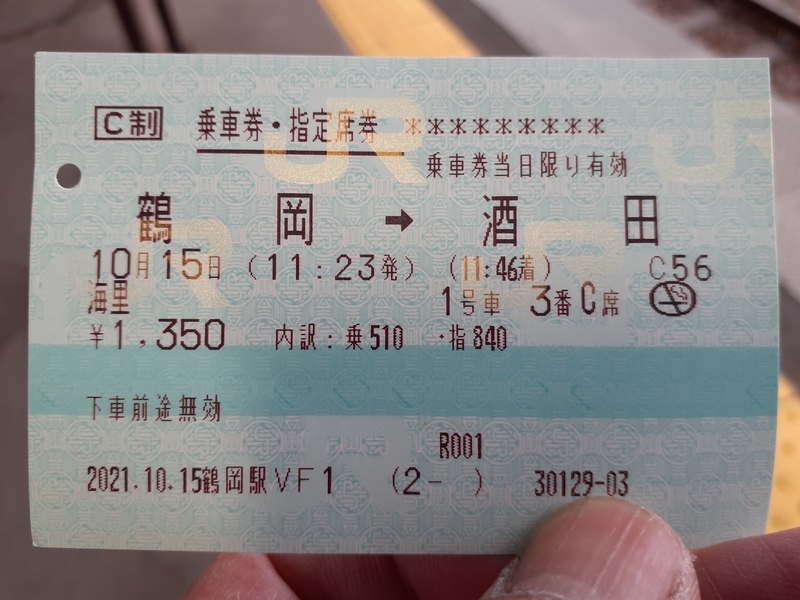 C制 乗車券・指定席券 **********
乗車券当日限り有効
鶴岡 → 酒田
10月15日 (11:23発) (11:46着) C56
海里 1号車 3番C席
¥1,350 内訳:乗510 ・指840
下車前途無効
R001
2021.10.15鶴岡駅VF1 (2- ) 30129-03